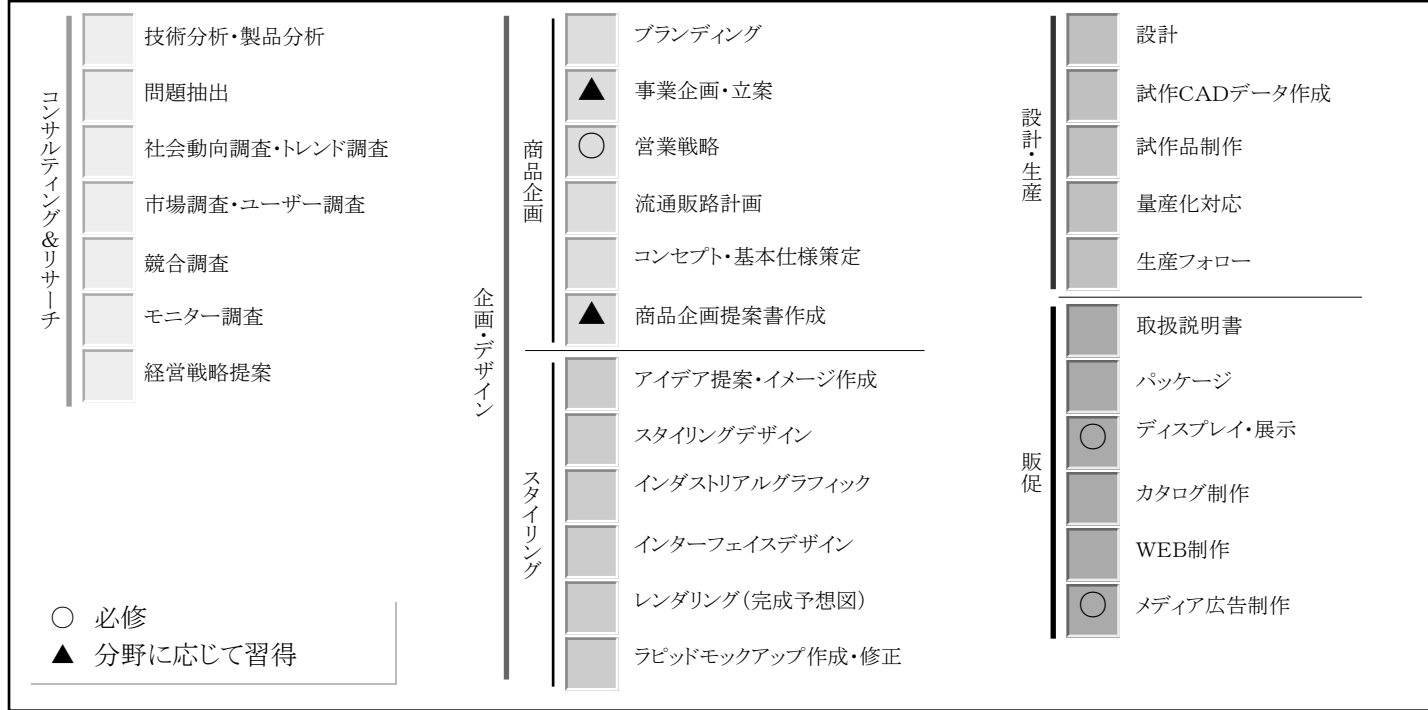 コンサルティング&リサーチ
技術分析・製品分析
問題抽出
社会動向調査・トレンド調査
市場調査・ユーザー調査
競合調査
モニター調査
経営戦略提案
企画・デザイン
商品企画
ブランディング
▲ 事業企画・立案
○ 営業戦略
流通販路計画
コンセプト・基本仕様策定
▲ 商品企画提案書作成
スタイリング
アイデア提案・イメージ作成
スタイリングデザイン
インダストリアルグラフィック
インターフェイスデザイン
レンダリング(完成予想図)
ラピッドモックアップ作成・修正
設計・生産
設計
試作CADデータ作成
試作品制作
量産化対応
生産フォロー
販促
取扱説明書
パッケージ
○ ディスプレイ・展示
カタログ制作
WEB制作
○ メディア広告制作
○ 必修
▲ 分野に応じて習得